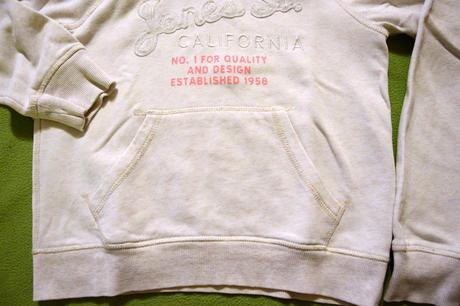 Jones St.
CALIFORNIA
NO. 1 FOR QUALITY
AND DESIGN
ESTABLISHED 1958